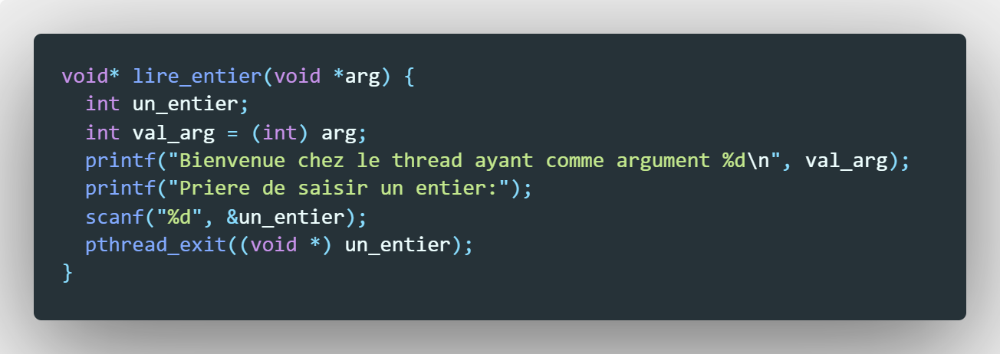 void* lire_entier(void *arg) {
  int un_entier;
  int val_arg = (int) arg;
  printf("Bienvenue chez le thread ayant comme argument %d\n", val_arg);
  printf("Priere de saisir un entier:");
  scanf("%d", &un_entier);
  pthread_exit((void *) un_entier);
}